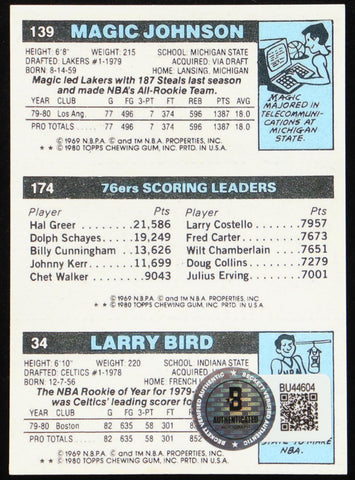 139 MAGIC JOHNSON
HEIGHT: 6'8" WEIGHT: 215 SCHOOL: MICHIGAN STATE
DRAFTED: LAKERS #1-1979 ACQUIRED: VIA DRAFT
BORN: 8-14-59 HOME: LANSING, MICHIGAN
Magic led Lakers with 187 Steals last season
and made NBA's All-Rookie Team.
YEAR CLUB G FG 3-PT FT REB PTS AVG
79-80 Los Ang. 77 496 7 374 596 1387 18.0
PRO TOTALS 77 496 7 374 596 1387 18.0
© 1969 N.B.P.A. © and TM N.B.A. PROPERTIES, INC.
★ ★ © 1980 TOPPS CHEWING GUM, INC. PRTD. IN U.S.A.
MAGIC
MAJORED IN
TELECOMMUNI-
CATIONS AT
MICHIGAN
STATE.
174 76ers SCORING LEADERS
Player Pts Player Pts
Hal Greer 21,586 Larry Costello 7957
Dolph Schayes 19,249 Fred Carter 7673
Billy Cunningham 13,626 Wilt Chamberlain 7651
Johnny Kerr 11,699 Doug Collins 7279
Chet Walker 9043 Julius Erving 7001
© 1969 N.B.P.A. © and TM N.B.A. PROPERTIES, INC.
★ ★ © 1980 TOPPS CHEWING GUM, INC. PRTD. IN U.S.A.
34 LARRY BIRD
HEIGHT: 6'10" WEIGHT: 220 SCHOOL: INDIANA STATE
DRAFTED: CELTICS #1-1978 ACQUIRED
BORN: 12-7-56 HOME: FRENCH
The NBA Rookie of Year for 1979-
was Celtics' leading scorer
YEAR CLUB G FG 3-PT FT
79-80 Boston 82 635 58 301
PRO TOTALS 82 635 58 301
© 1969 N.B.P.A. © and TM N.B.A. PROPERTIES, INC
★ ★ © 1980 TOPPS CHEWING GUM, INC. PRTD. IN U.S.A.
B
AUTHENTICATED
BECKETT AUTHENTIC
BU44604
STATE TO MAKE
NBA.